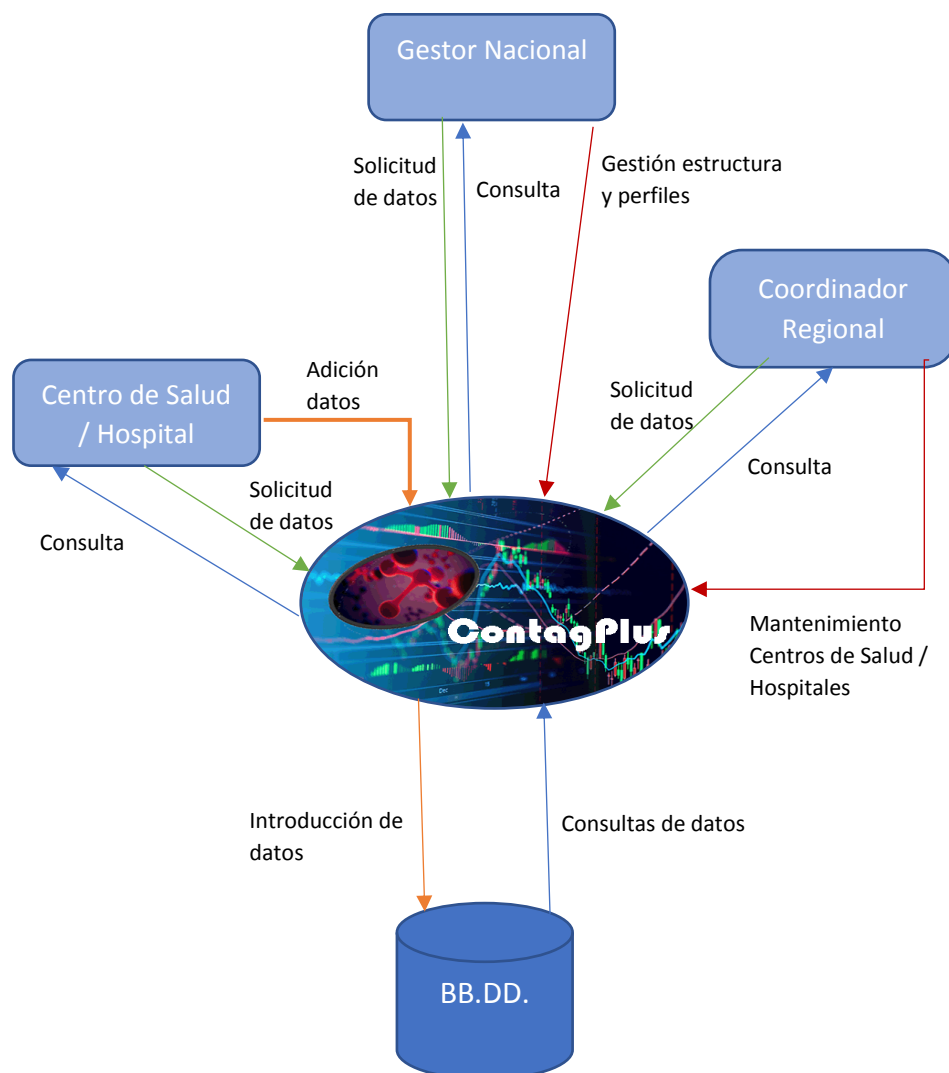 Gestor Nacional
Solicitud
de datos
Consulta
Gestión estructura
y perfiles
Coordinador
Regional
Centro de Salud
/ Hospital
Adición
datos
Solicitud
de datos
Consulta
Solicitud
de datos
Consulta
ContagPlus
Mantenimiento
Centros de Salud /
Hospitales
Introducción de
datos
Consultas de datos
BB.DD.